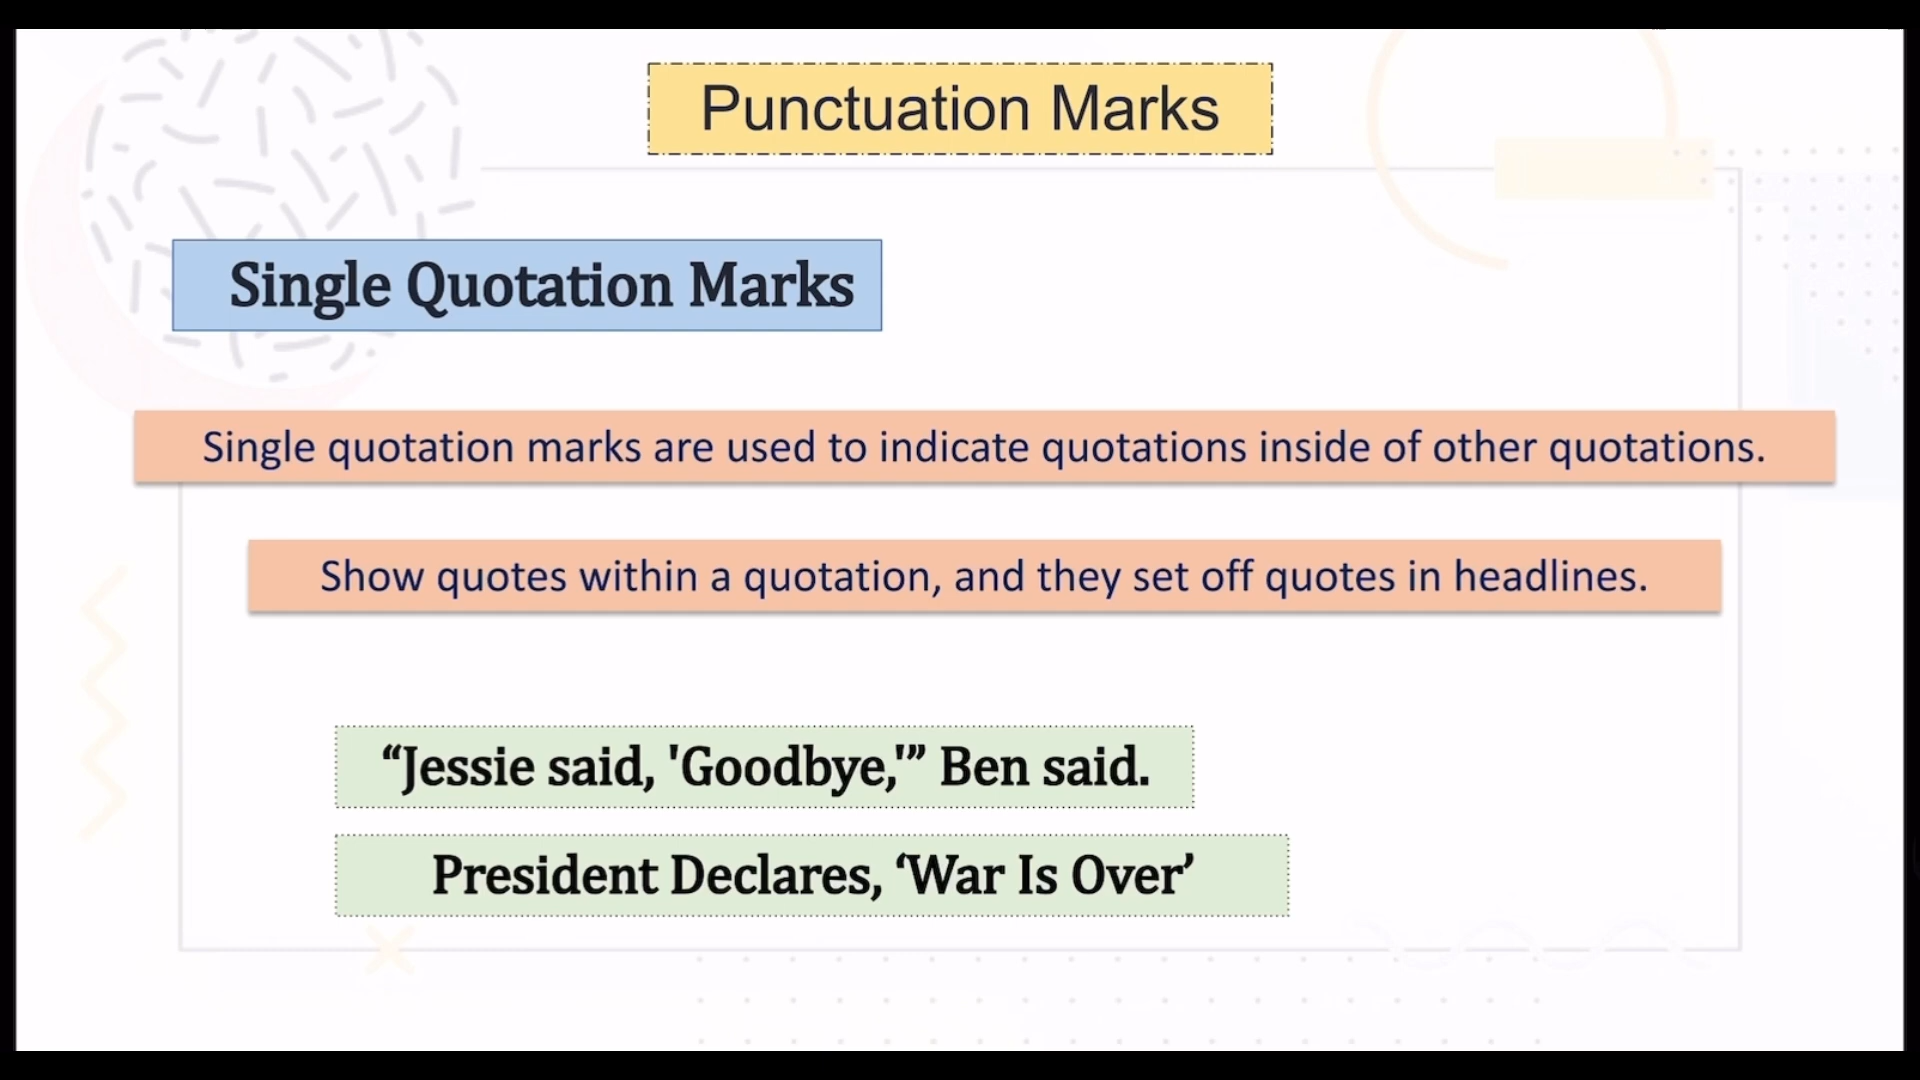 Punctuation Marks
Single Quotation Marks
Single quotation marks are used to indicate quotations inside of other quotations.
Show quotes within a quotation, and they set off quotes in headlines.
“Jessie said, 'Goodbye,'” Ben said.
President Declares, ‘War Is Over’